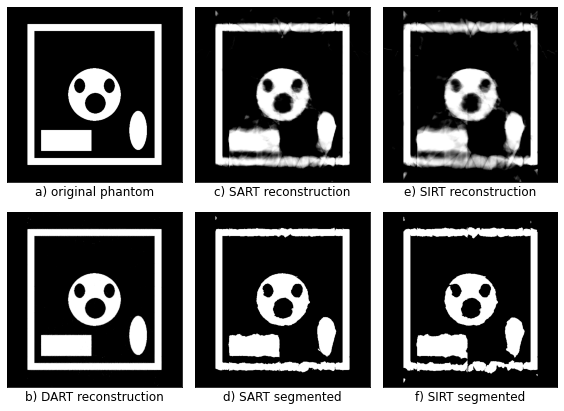 a) original phantom
c) SART reconstruction
e) SIRT reconstruction
b) DART reconstruction
d) SART segmented
f) SIRT segmented